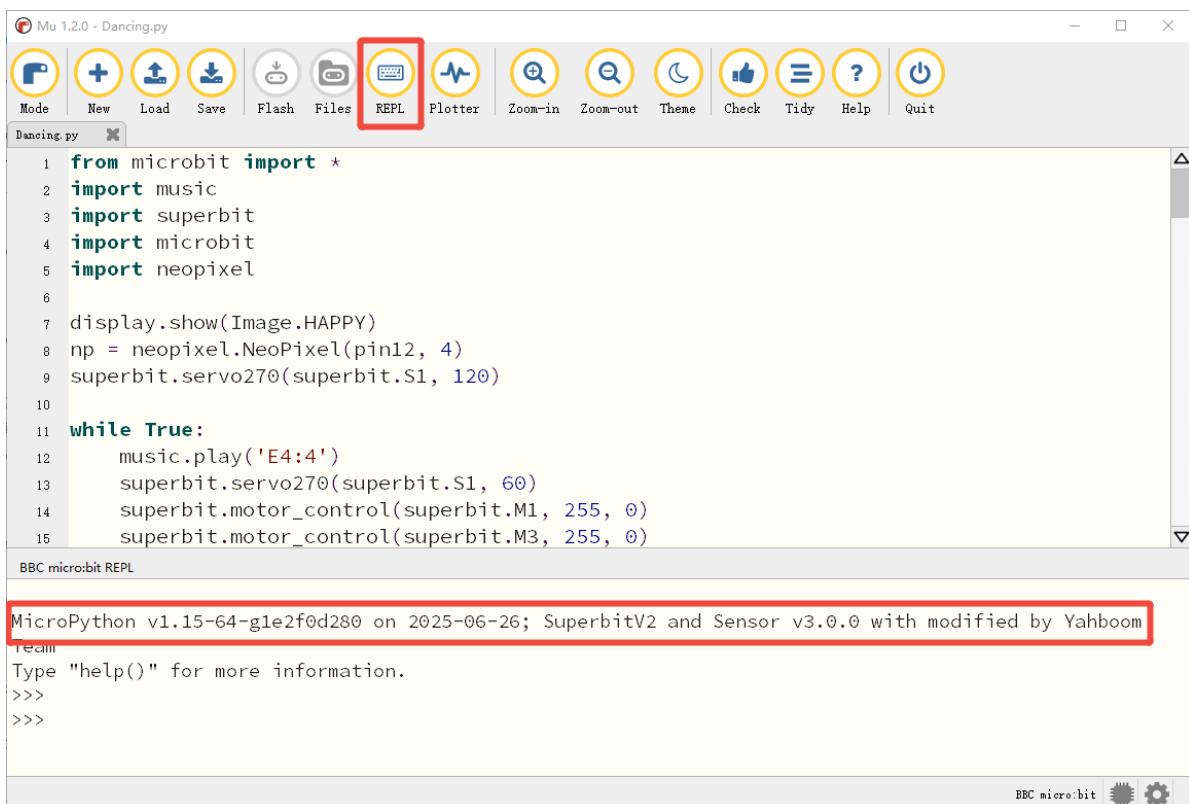 Mu 1.2.0 - Dancing.py
Mode New Load Save Flash Files REPL Plotter Zoom-in Zoom-out Theme Check Tidy Help Quit
Dancing.py
1 from microbit import *
2 import music
3 import superbit
4 import microbit
5 import neopixel
6
7 display.show(Image.HAPPY)
8 np = neopixel.NeoPixel(pin12, 4)
9 superbit.servo270(superbit.S1, 120)
10
11 while True:
12     music.play('E4:4')
13     superbit.servo270(superbit.S1, 60)
14     superbit.motor_control(superbit.M1, 255, 0)
15     superbit.motor_control(superbit.M3, 255, 0)
BBC micro:bit REPL
MicroPython v1.15-64-g1e2f0d280 on 2025-06-26; SuperbitV2 and Sensor v3.0.0 with modified by Yahboom
Team
Type "help()" for more information.
>>>
>>>
BBC micro:bit